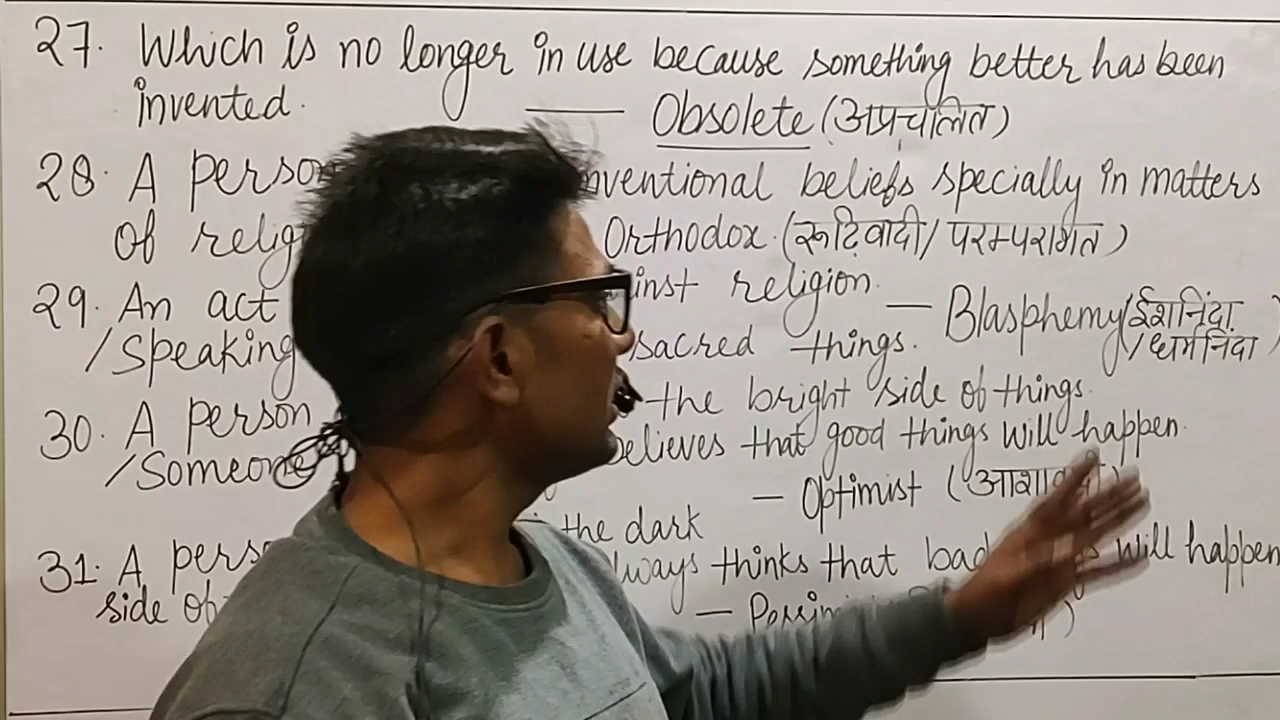 27. Which is no longer in use because something better has been
invented. — Obsolete (अप्रचलित)
28. A person nventional beliefs specially in matters
of relig Orthodox. (रूढ़िवादी/ परम्परागत)
29. An act inst religion.
/Speaking sacred things. — Blasphemy (ईशनिंदा
/धर्मनिंदा)
30. A person the bright side of things.
/Someone believes that good things will happen.
— Optimist (आशा
the dark
31. A pers lways thinks that bad will happen
side of — Pessimi